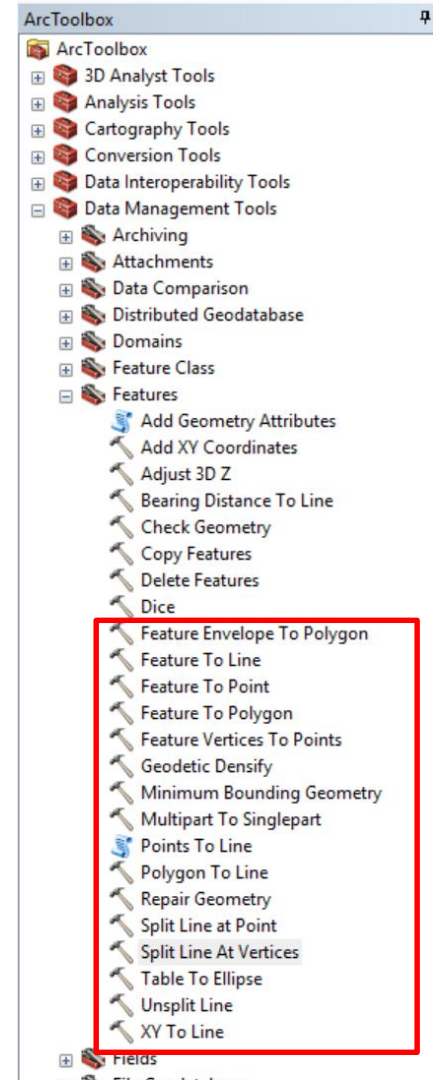 ArcToolbox
ArcToolbox
3D Analyst Tools
Analysis Tools
Cartography Tools
Conversion Tools
Data Interoperability Tools
Data Management Tools
Archiving
Attachments
Data Comparison
Distributed Geodatabase
Domains
Feature Class
Features
Add Geometry Attributes
Add XY Coordinates
Adjust 3D Z
Bearing Distance To Line
Check Geometry
Copy Features
Delete Features
Dice
Feature Envelope To Polygon
Feature To Line
Feature To Point
Feature To Polygon
Feature Vertices To Points
Geodetic Densify
Minimum Bounding Geometry
Multipart To Singlepart
Points To Line
Polygon To Line
Repair Geometry
Split Line at Point
Split Line At Vertices
Table To Ellipse
Unsplit Line
XY To Line
Fields